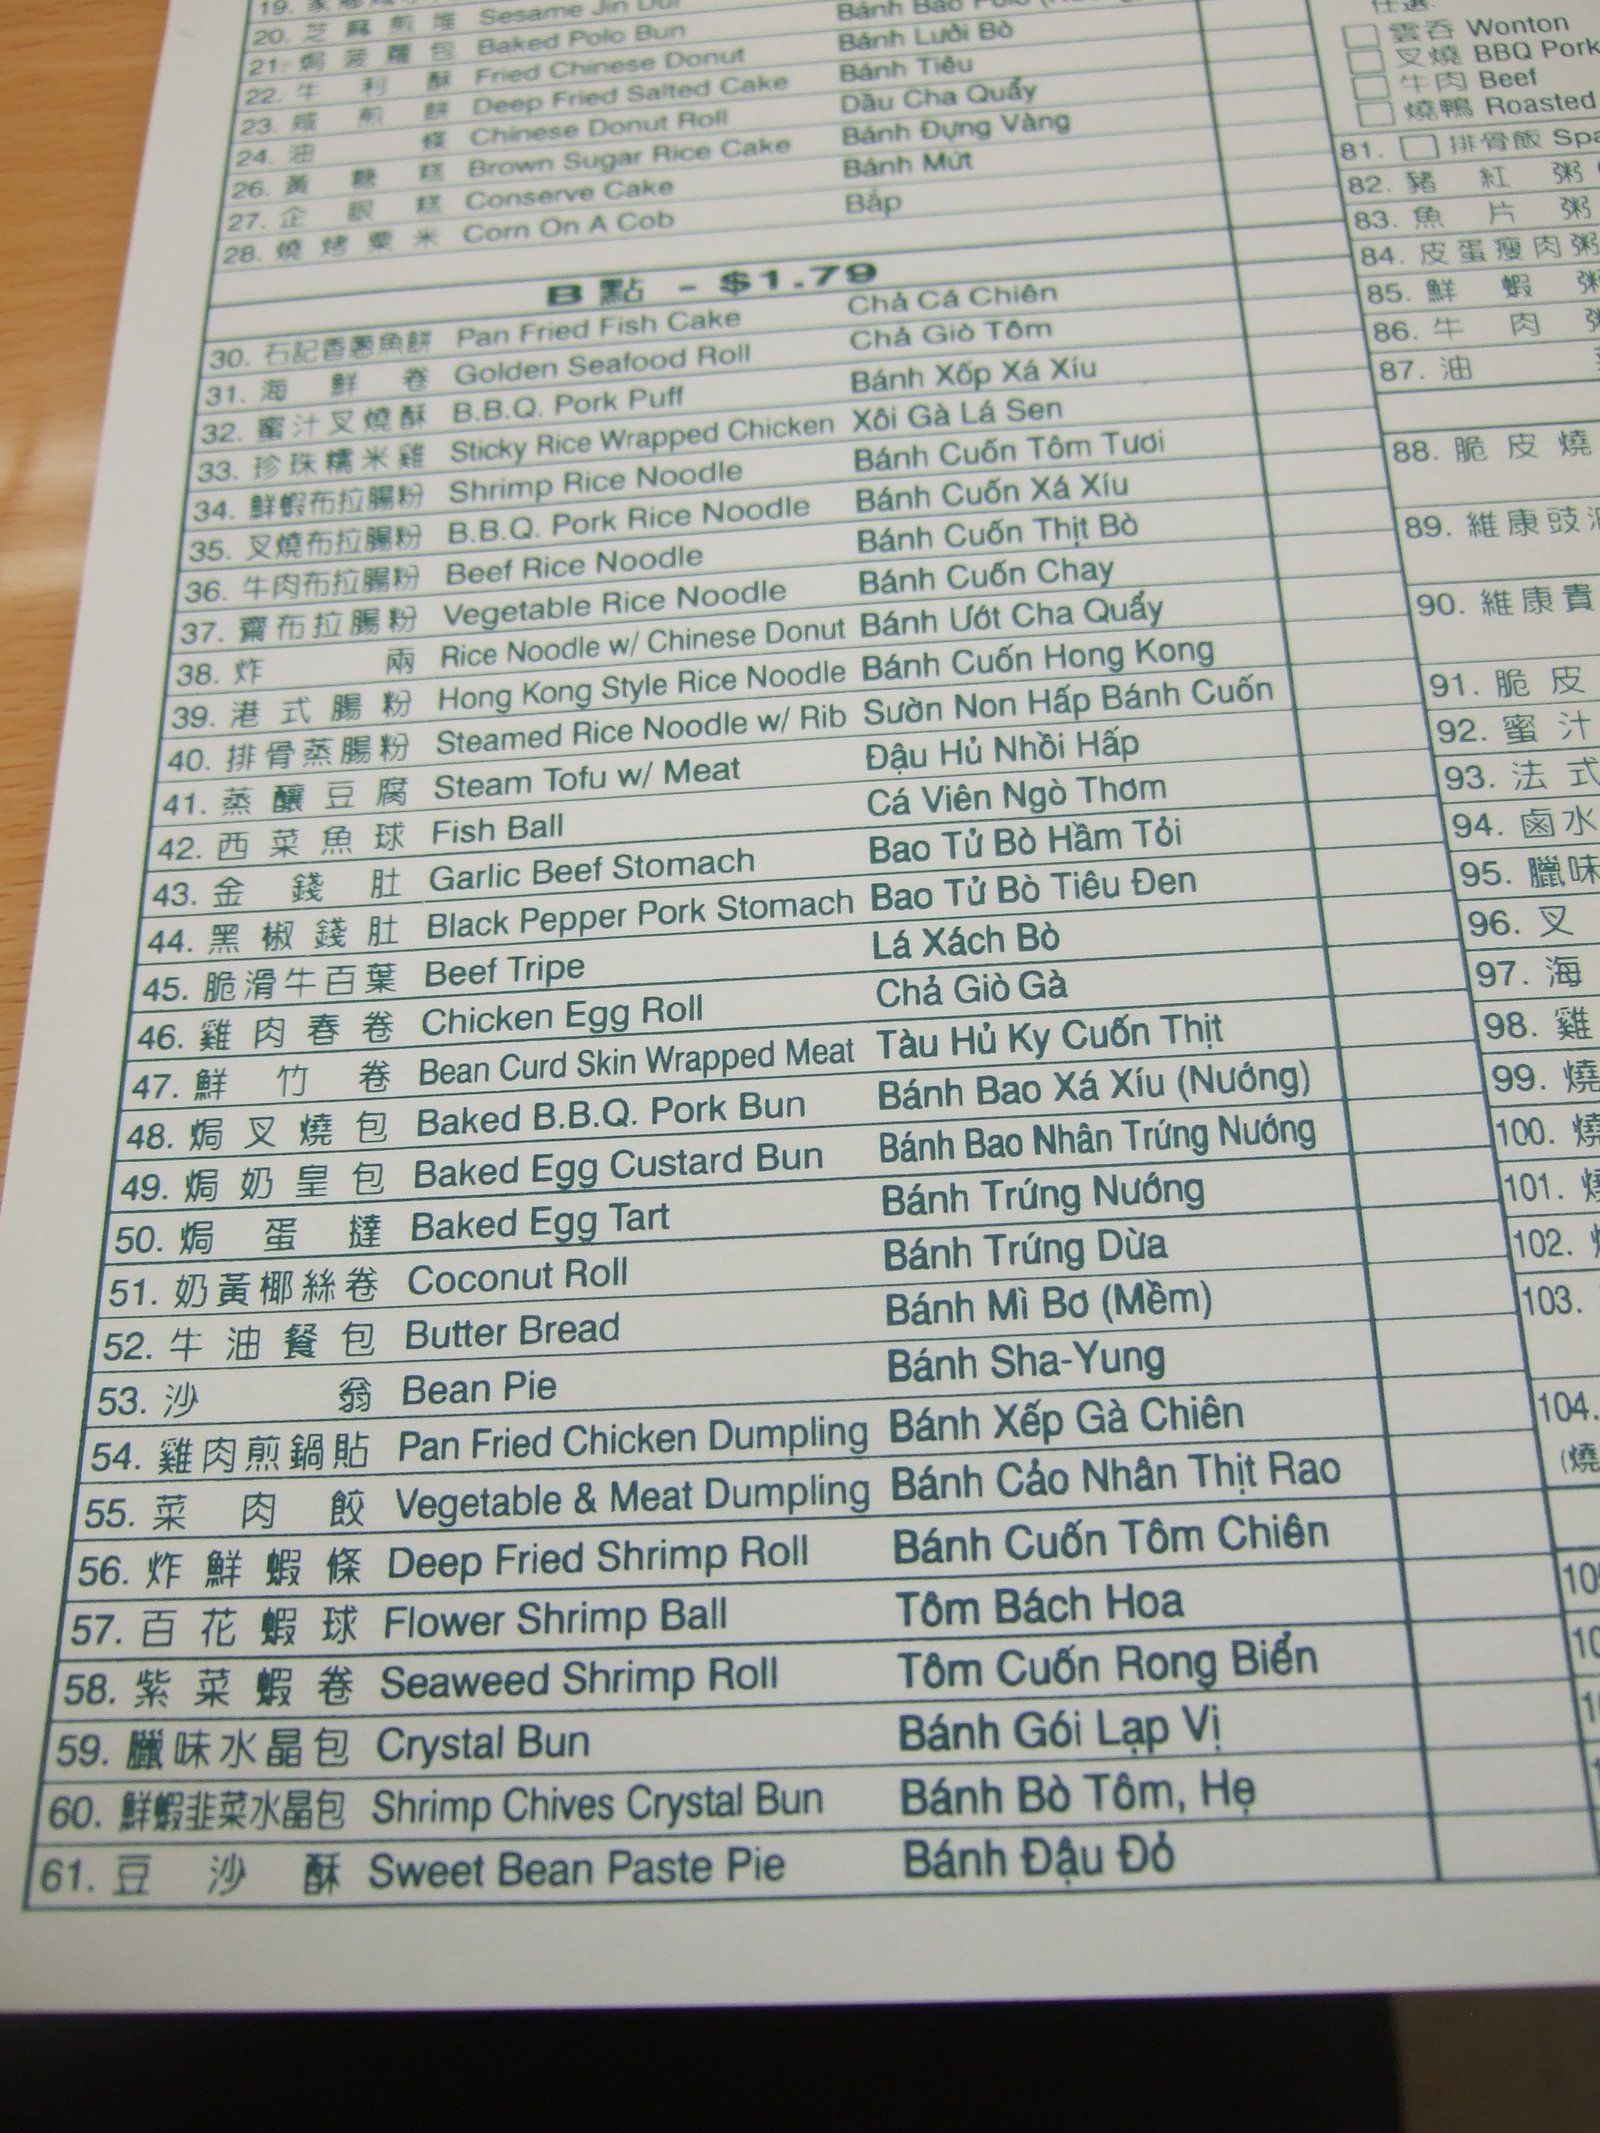 20. 芝麻煎堆 Sesame Jin Dui
21. 焗菠蘿包 Baked Polo Bun Bánh Bao Polo
22. 牛利酥 Fried Chinese Donut Bánh Lưỡi Bò
23. 咸煎餅 Deep Fried Salted Cake Bánh Tiêu
24. 油條 Chinese Donut Roll Dầu Cha Quẩy
26. 黃糖糕 Brown Sugar Rice Cake Bánh Đựng Vàng
27. 企眼糕 Conserve Cake Bánh Mứt
28. 燒烤粟米 Corn On A Cob Bắp
B 點 - $1.79
30. 石記香蔥魚餅 Pan Fried Fish Cake Chả Cá Chiên
31. 海鮮卷 Golden Seafood Roll Chả Giò Tôm
32. 蜜汁叉燒酥 B.B.Q. Pork Puff Bánh Xốp Xá Xíu
33. 珍珠糯米雞 Sticky Rice Wrapped Chicken Xôi Gà Lá Sen
34. 鮮蝦布拉腸粉 Shrimp Rice Noodle Bánh Cuốn Tôm Tươi
35. 叉燒布拉腸粉 B.B.Q. Pork Rice Noodle Bánh Cuốn Xá Xíu
36. 牛肉布拉腸粉 Beef Rice Noodle Bánh Cuốn Thịt Bò
37. 齋布拉腸粉 Vegetable Rice Noodle Bánh Cuốn Chay
38. 炸兩 Rice Noodle w/ Chinese Donut Bánh Ướt Cha Quẩy
39. 港式腸粉 Hong Kong Style Rice Noodle Bánh Cuốn Hong Kong
40. 排骨蒸腸粉 Steamed Rice Noodle w/ Rib Sườn Non Hấp Bánh Cuốn
41. 蒸釀豆腐 Steam Tofu w/ Meat Đậu Hủ Nhồi Hấp
42. 西菜魚球 Fish Ball Cá Viên Ngò Thơm
43. 金錢肚 Garlic Beef Stomach Bao Tử Bò Hầm Tỏi
44. 黑椒錢肚 Black Pepper Pork Stomach Bao Tử Bò Tiêu Đen
45. 脆滑牛百葉 Beef Tripe Lá Xách Bò
46. 雞肉春卷 Chicken Egg Roll Chả Giò Gà
47. 鮮竹卷 Bean Curd Skin Wrapped Meat Tàu Hủ Ky Cuốn Thịt
48. 焗叉燒包 Baked B.B.Q. Pork Bun Bánh Bao Xá Xíu (Nướng)
49. 焗奶皇包 Baked Egg Custard Bun Bánh Bao Nhân Trứng Nướng
50. 焗蛋撻 Baked Egg Tart Bánh Trứng Nướng
51. 奶黃椰絲卷 Coconut Roll Bánh Trứng Dừa
52. 牛油餐包 Butter Bread Bánh Mì Bơ (Mềm)
53. 沙翁 Bean Pie Bánh Sha-Yung
54. 雞肉煎鍋貼 Pan Fried Chicken Dumpling Bánh Xếp Gà Chiên
55. 菜肉餃 Vegetable & Meat Dumpling Bánh Cảo Nhân Thịt Rao
56. 炸鮮蝦條 Deep Fried Shrimp Roll Bánh Cuốn Tôm Chiên
57. 百花蝦球 Flower Shrimp Ball Tôm Bách Hoa
58. 紫菜蝦卷 Seaweed Shrimp Roll Tôm Cuốn Rong Biển
59. 臘味水晶包 Crystal Bun Bánh Gói Lạp Vị
60. 鮮蝦韭菜水晶包 Shrimp Chives Crystal Bun Bánh Bò Tôm, Hẹ
61. 豆沙酥 Sweet Bean Paste Pie Bánh Đậu Đỏ
任選:
雲吞 Wonton
叉燒 BBQ Pork
牛肉 Beef
燒鴨 Roasted
81. 排骨飯
82. 豬紅粥
83. 魚片粥
84. 皮蛋瘦肉粥
85. 鮮蝦粥
86. 牛肉粥
87. 油
88. 脆皮燒
89. 維康豉
90. 維康貴
91. 脆皮
92. 蜜汁
93. 法式
94. 鹵水
95. 臘味
96. 叉
97. 海
98. 雞
99. 燒
100. 燒
101.
102.
103.
104.
(燒